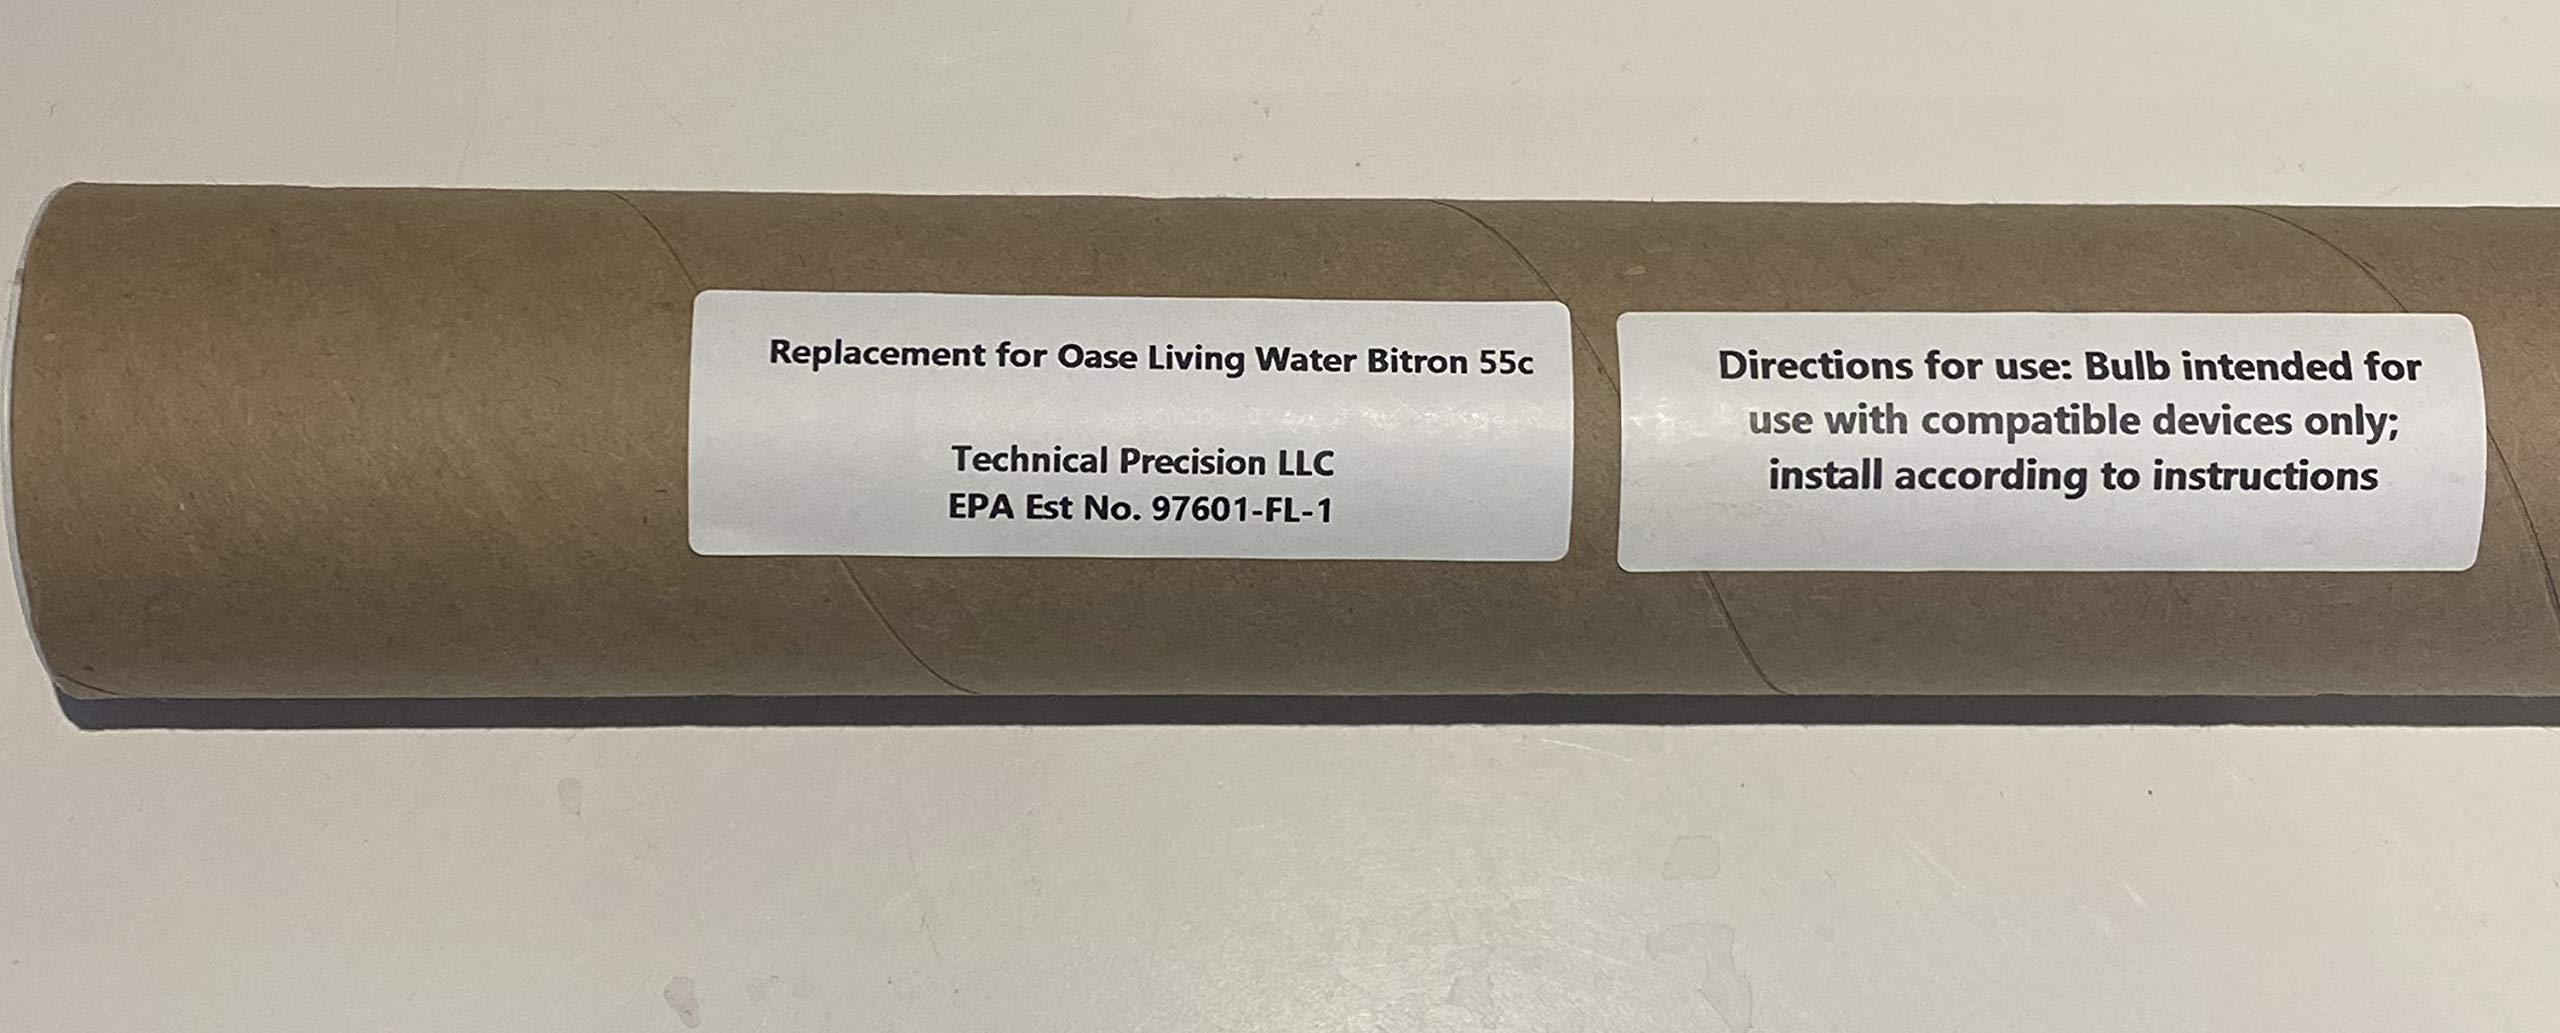 Replacement for Oase Living Water Bitron 55c
Technical Precision LLC
EPA Est No. 97601-FL-1
Directions for use: Bulb intended for
use with compatible devices only;
install according to instructions